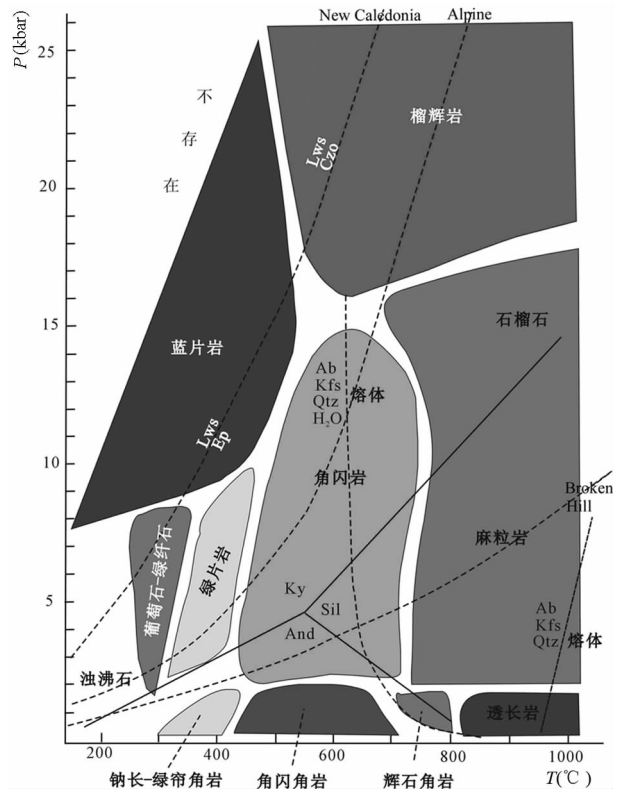 P(kbar)
New Caledonia
Alpine
25
20
15
10
5
不
存
在
榴辉岩
Lws
Czo
石榴石
蓝片岩
Ab
Kfs
Qtz
H₂O
熔体
Lws
Ep
角闪岩
Broken
Hill
麻粒岩
葡萄石-绿纤石
绿片岩
Ky
Sil
And
Ab
Kfs
Qtz
熔体
浊沸石
透长岩
200
400
600
800
1000
钠长-绿帘角岩
角闪角岩
辉石角岩
T(℃)